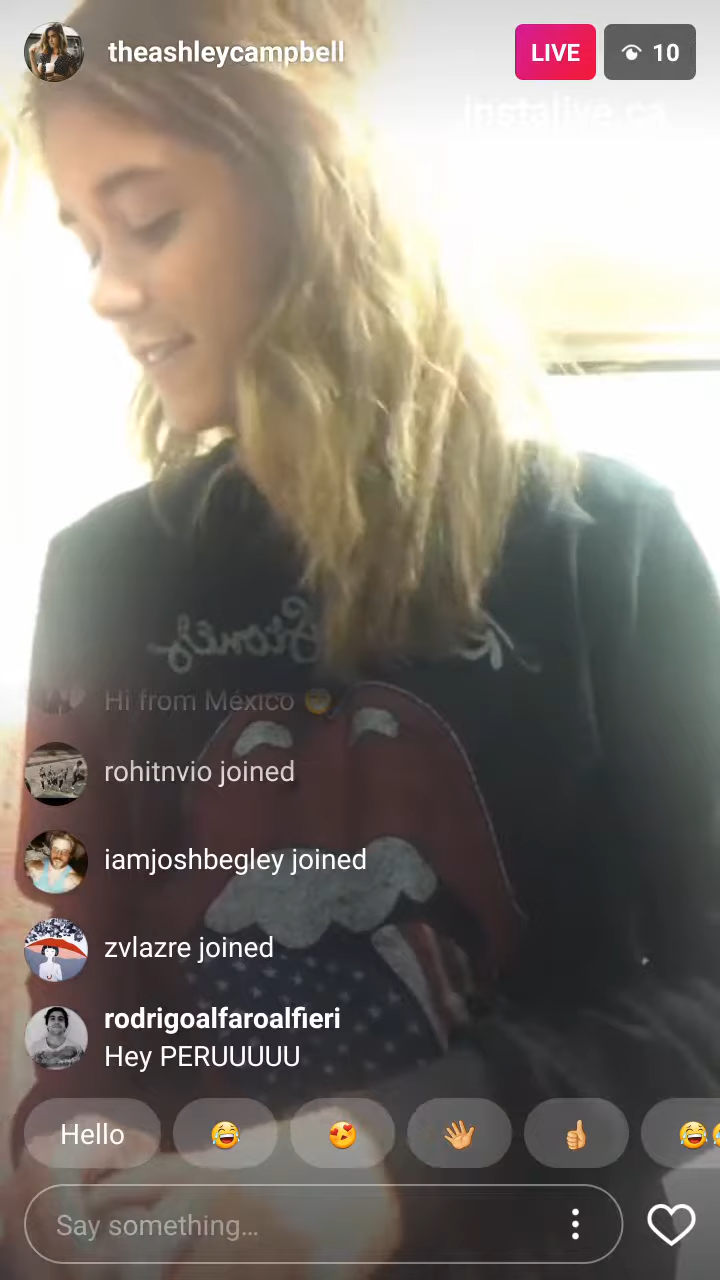 theashleycampbell
LIVE
10
instalive.ca
Stones
Hi from México 😁
rohitnvio joined
iamjoshbegley joined
zvlazre joined
rodrigoalfaroalfieri
Hey PERUUUUU
Hello
Say something...